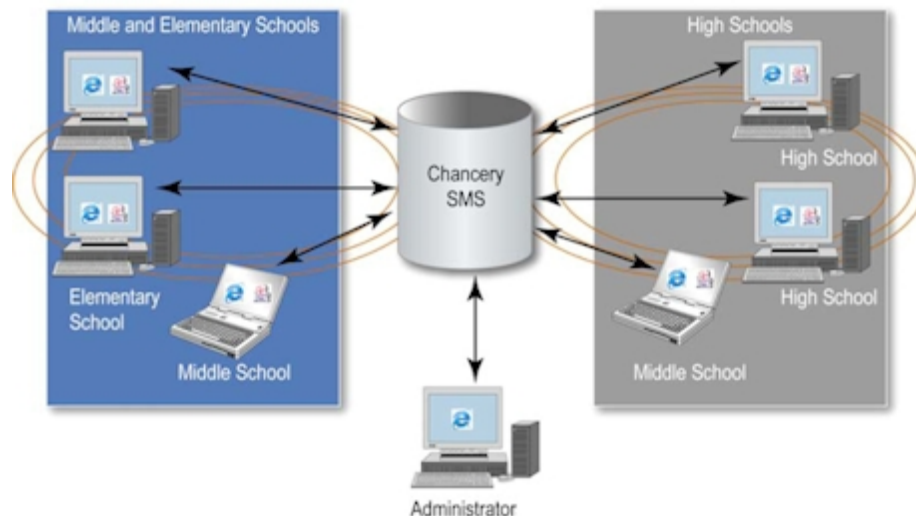 Middle and Elementary Schools
High Schools
Chancery
SMS
High School
Elementary
School
High School
Middle School
Middle School
Administrator